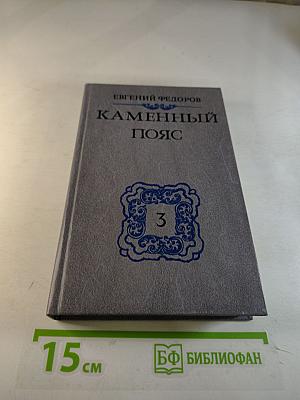 ЕВГЕНИЙ ФЕДОРОВ
КАМЕННЫЙ
ПОЯС
3
15 см
БФ БИБЛИОФАН